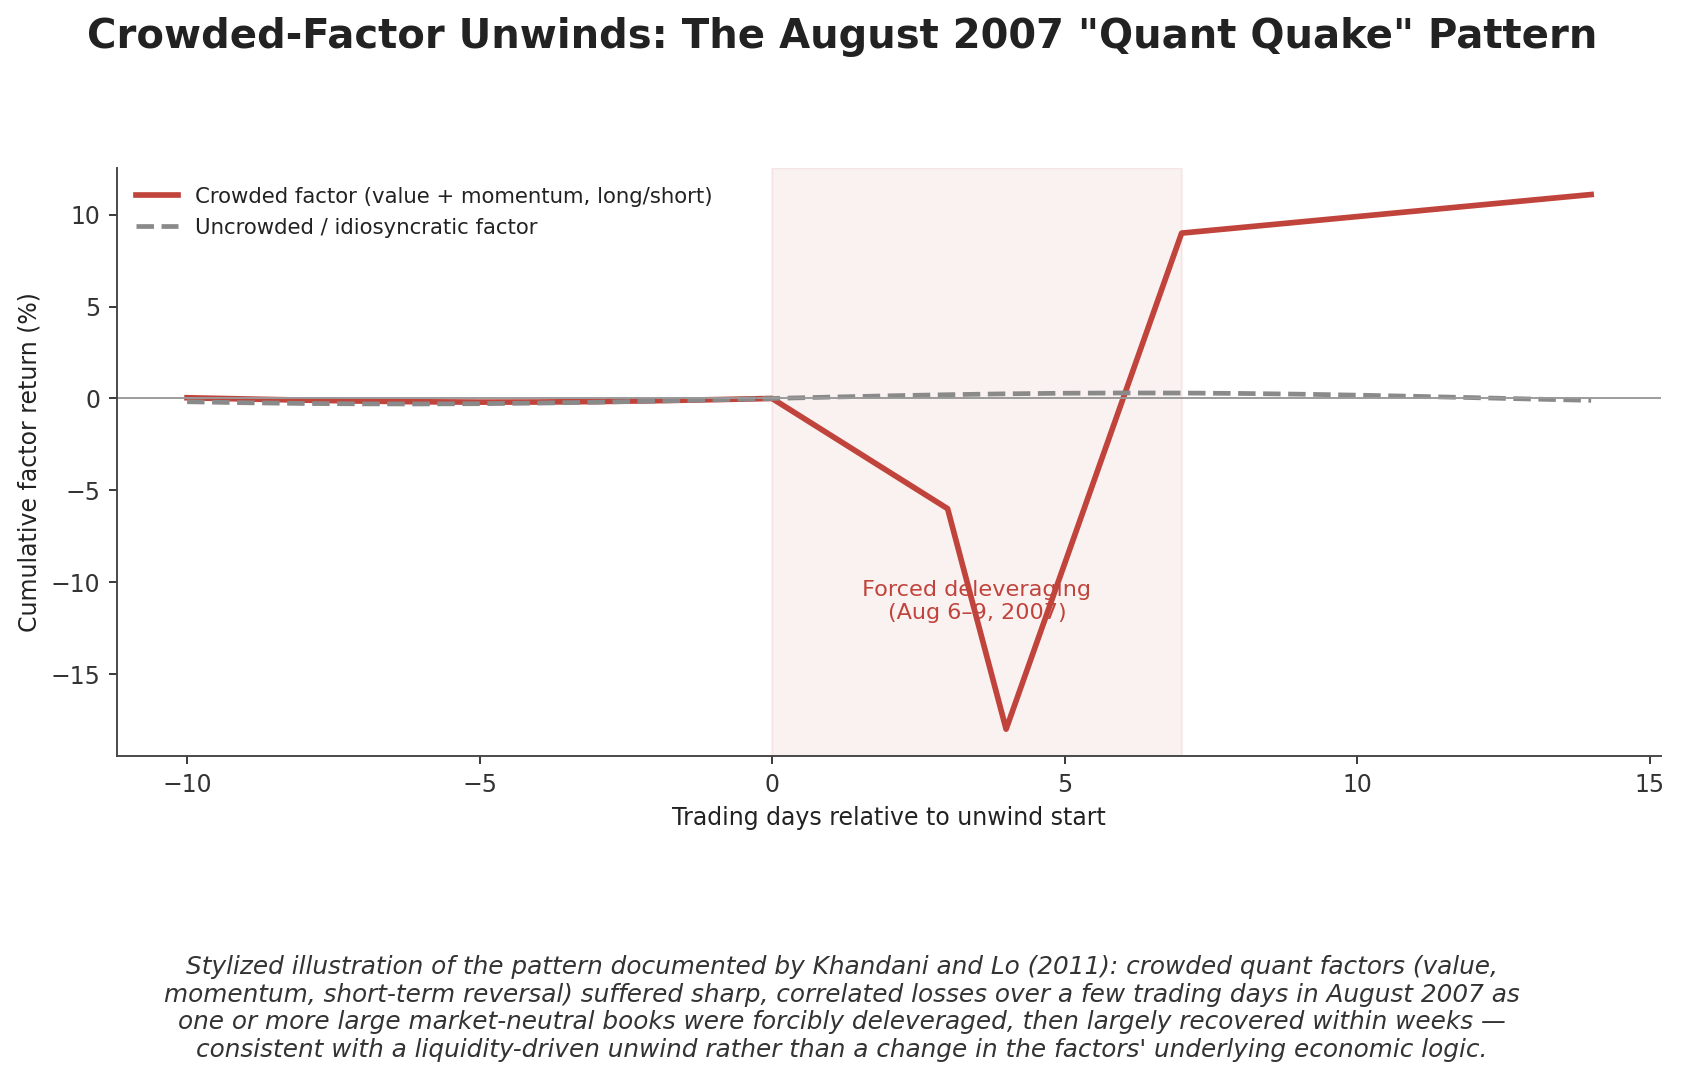 Crowded-Factor Unwinds: The August 2007 "Quant Quake" Pattern
Crowded factor (value + momentum, long/short)
Uncrowded / idiosyncratic factor
Cumulative factor return (%)
10
5
0
−5
−10
−15
Forced deleveraging
(Aug 6–9, 2007)
−10
−5
0
5
10
15
Trading days relative to unwind start
Stylized illustration of the pattern documented by Khandani and Lo (2011): crowded quant factors (value,
momentum, short-term reversal) suffered sharp, correlated losses over a few trading days in August 2007 as
one or more large market-neutral books were forcibly deleveraged, then largely recovered within weeks —
consistent with a liquidity-driven unwind rather than a change in the factors' underlying economic logic.